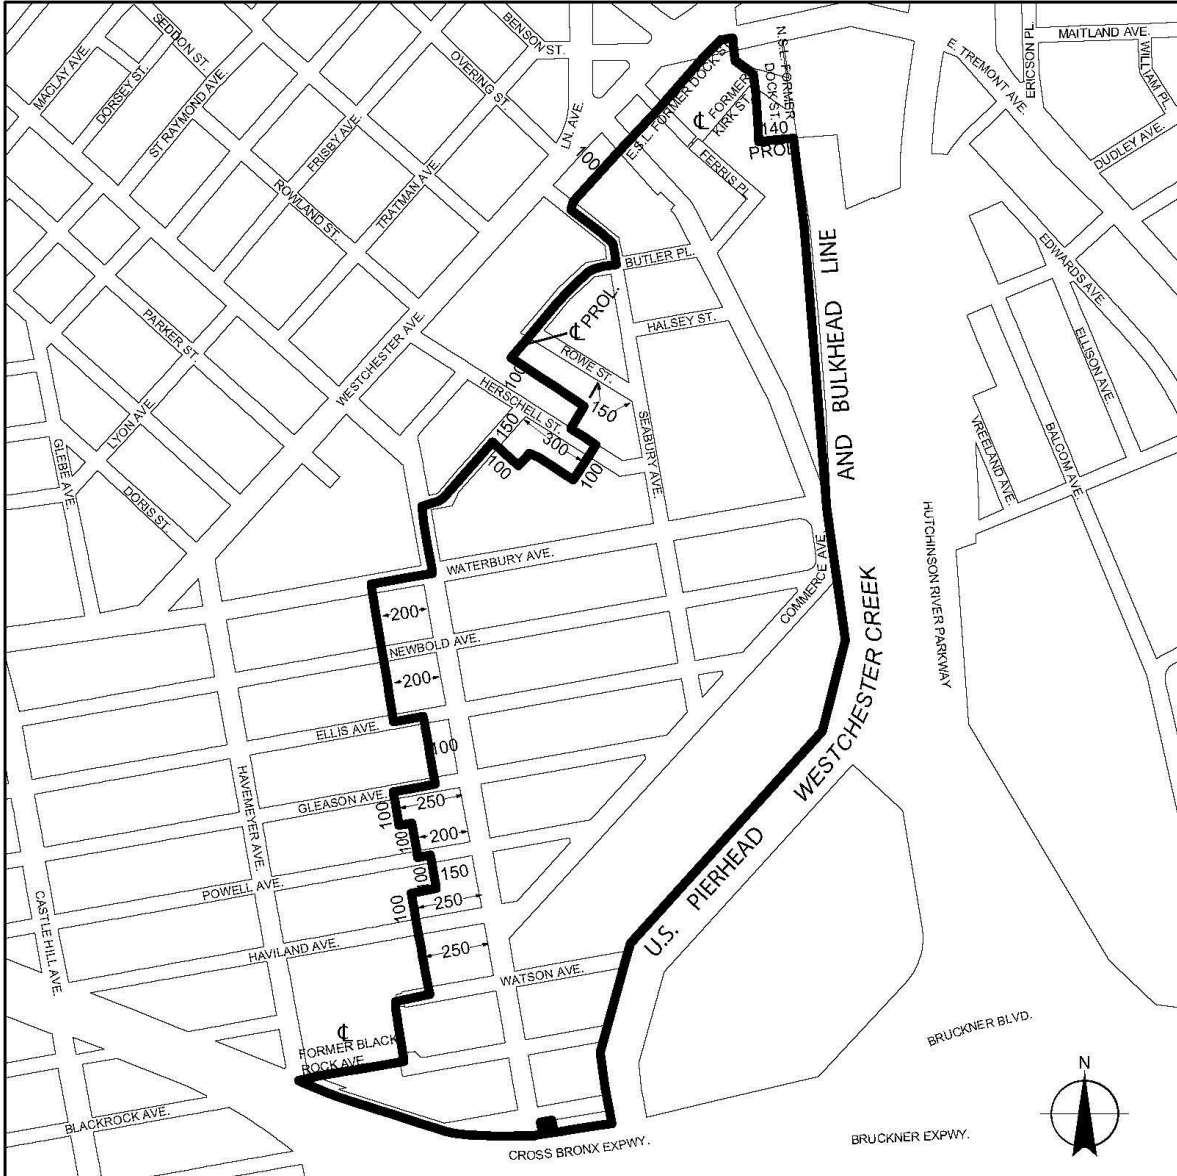 SEDDON ST.
BENSON ST.
N.S.L. FORMER
DOCK ST.
ERICSON PL.
MAITLAND AVE.
WILLIAM PL.
E. TREMONT AVE.
MACLAY AVE.
DORSEY ST.
ST RAYMOND AVE.
OVERING ST.
LN. AVE.
FRISBY AVE.
E.S.L. FORMER DOCK S
℄ FORMER
KIRK ST.
140
PROL
DUDLEY AVE.
100
FERRIS PL
ROWLAND ST.
TRATMAN AVE.
BUTLER PL.
EDWARDS AVE.
AND BULKHEAD LINE
℄ PROL.
HALSEY ST.
PARKER ST.
WESTCHESTER AVE.
ROWE ST.
ELLISON AVE.
100
HERSCHELL ST.
150
SEABURY AVE.
150
300
100
100
LYON AVE.
GLEBE AVE.
DORIS ST.
VREELAND AVE.
BALCOM AVE.
HUTCHINSON RIVER PARKWAY
WATERBURY AVE.
COMMERCE AVE.
WESTCHESTER CREEK
200
NEWBOLD AVE.
200
ELLIS AVE.
100
HAVEMEYER AVE.
GLEASON AVE.
250
100
200
100
150
100
POWELL AVE.
250
100
CASTLE HILL AVE.
HAVILAND AVE.
250
U.S. PIERHEAD
WATSON AVE.
℄
FORMER BLACK
ROCK AVE
BRUCKNER BLVD.
N
BLACKROCK AVE.
CROSS BRONX EXPWY.
BRUCKNER EXPWY.